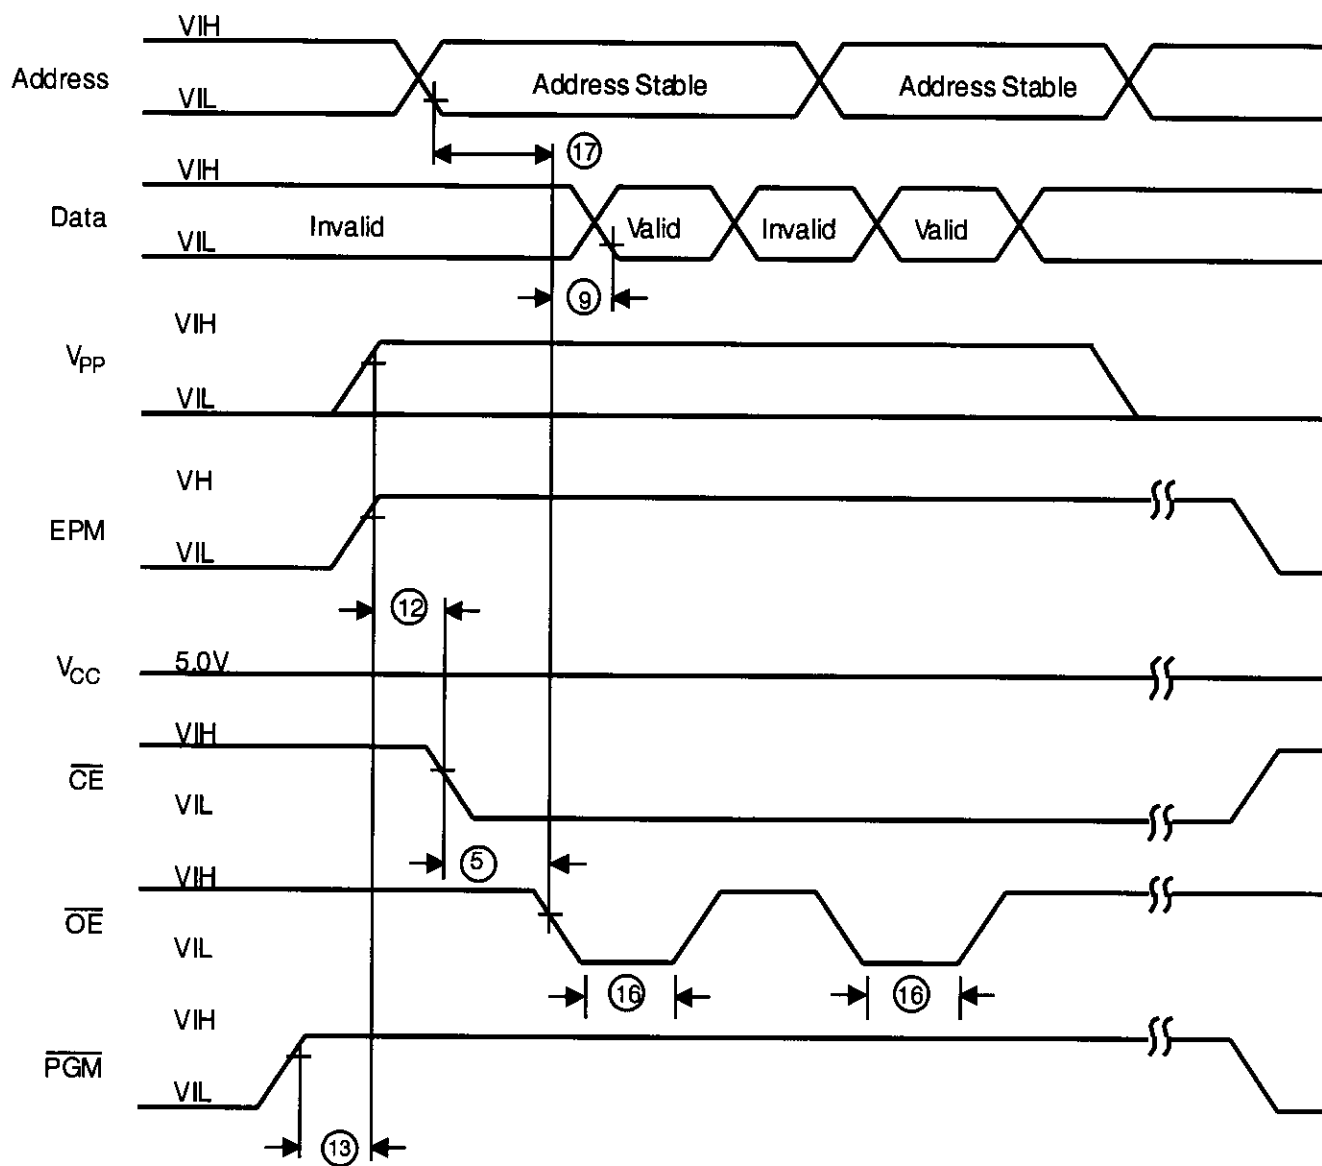 VIH
Address
VIL
Address Stable
Address Stable
17
VIH
Data
VIL
Invalid
Valid
Invalid
Valid
9
VIH
VPP
VIL
VH
EPM
VIL
12
VCC
5.0V
VIH
CE
VIL
5
VIH
OE
VIL
16
16
VIH
PGM
VIL
13